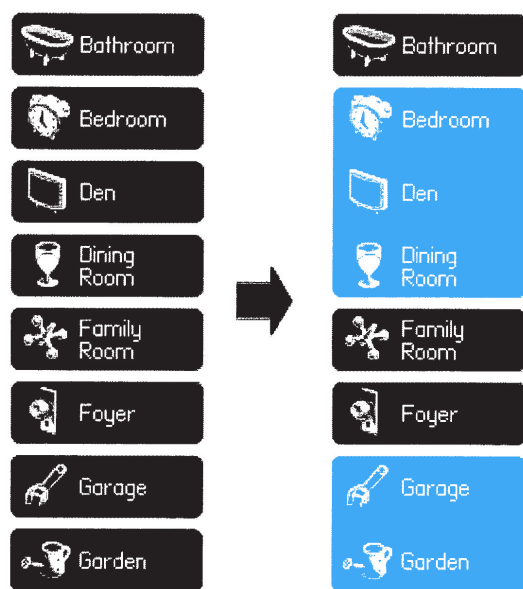 Bathroom
Bedroom
Den
Dining
Room
Family
Room
Foyer
Garage
Garden
Bathroom
Bedroom
Den
Dining
Room
Family
Room
Foyer
Garage
Garden